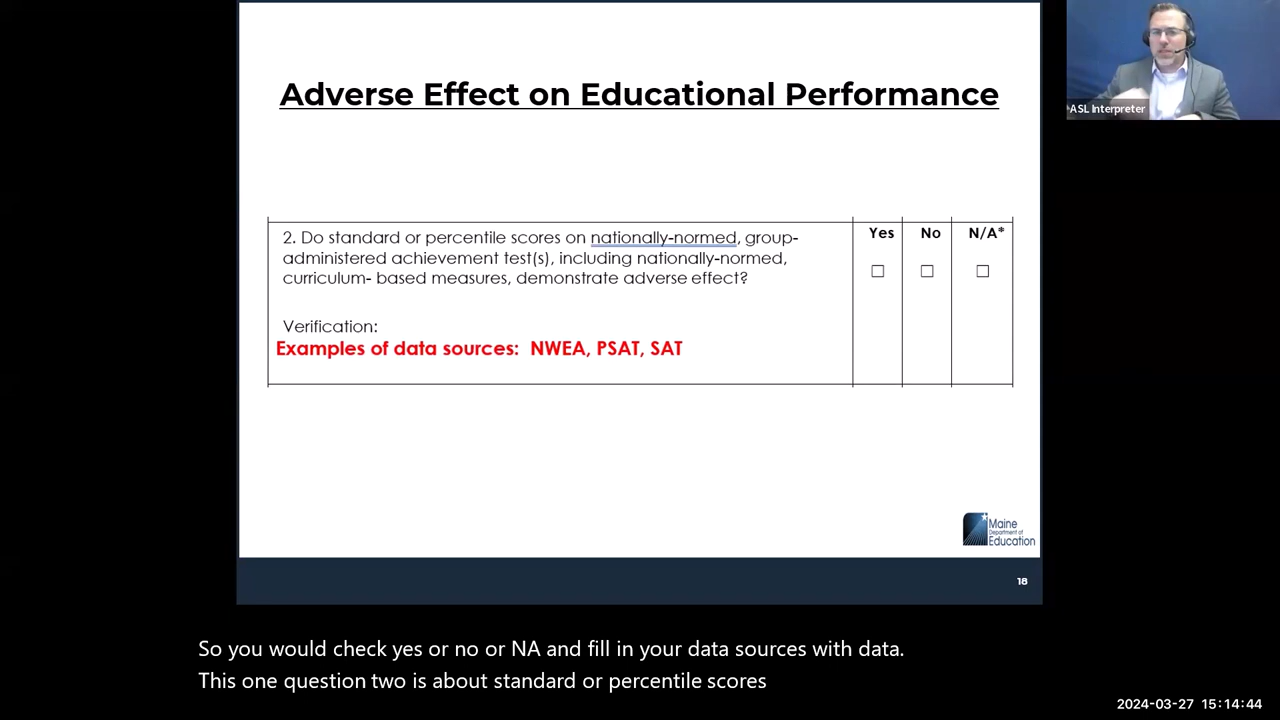 Adverse Effect on Educational Performance
ASL Interpreter
2. Do standard or percentile scores on nationally-normed, group-
administered achievement test(s), including nationally-normed,
curriculum- based measures, demonstrate adverse effect?
Yes No N/A*
☐ ☐ ☐
Verification:
Examples of data sources: NWEA, PSAT, SAT
Maine
Department of
Education
18
So you would check yes or no or NA and fill in your data sources with data.
This one question two is about standard or percentile scores
2024-03-27 15:14:44